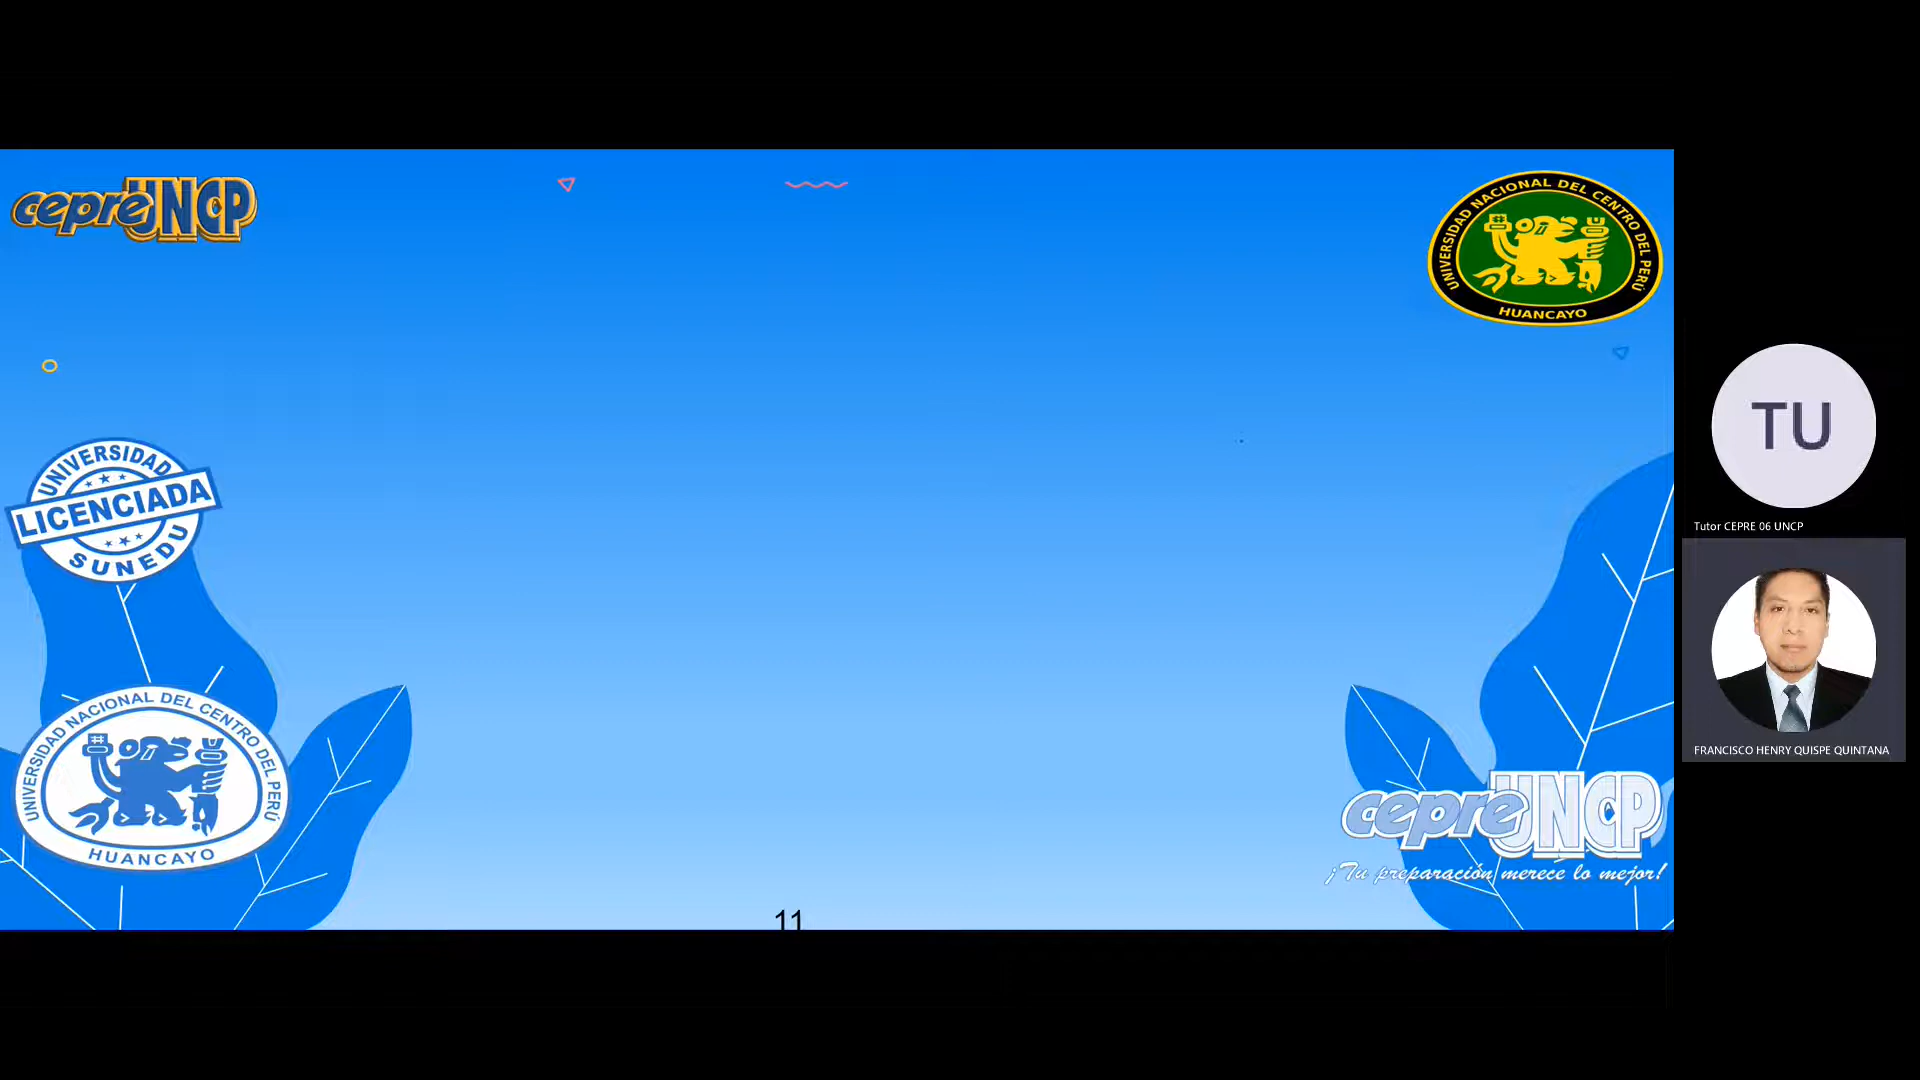 cepreUNCP
UNIVERSIDAD NACIONAL DEL CENTRO DEL PERÚ
HUANCAYO
UNIVERSIDAD
LICENCIADA
SUNEDU
TU
Tutor CEPRE 06 UNCP
FRANCISCO HENRY QUISPE QUINTANA
UNIVERSIDAD NACIONAL DEL CENTRO DEL PERÚ
HUANCAYO
cepreUNCP
¡Tu preparación merece lo mejor!
11